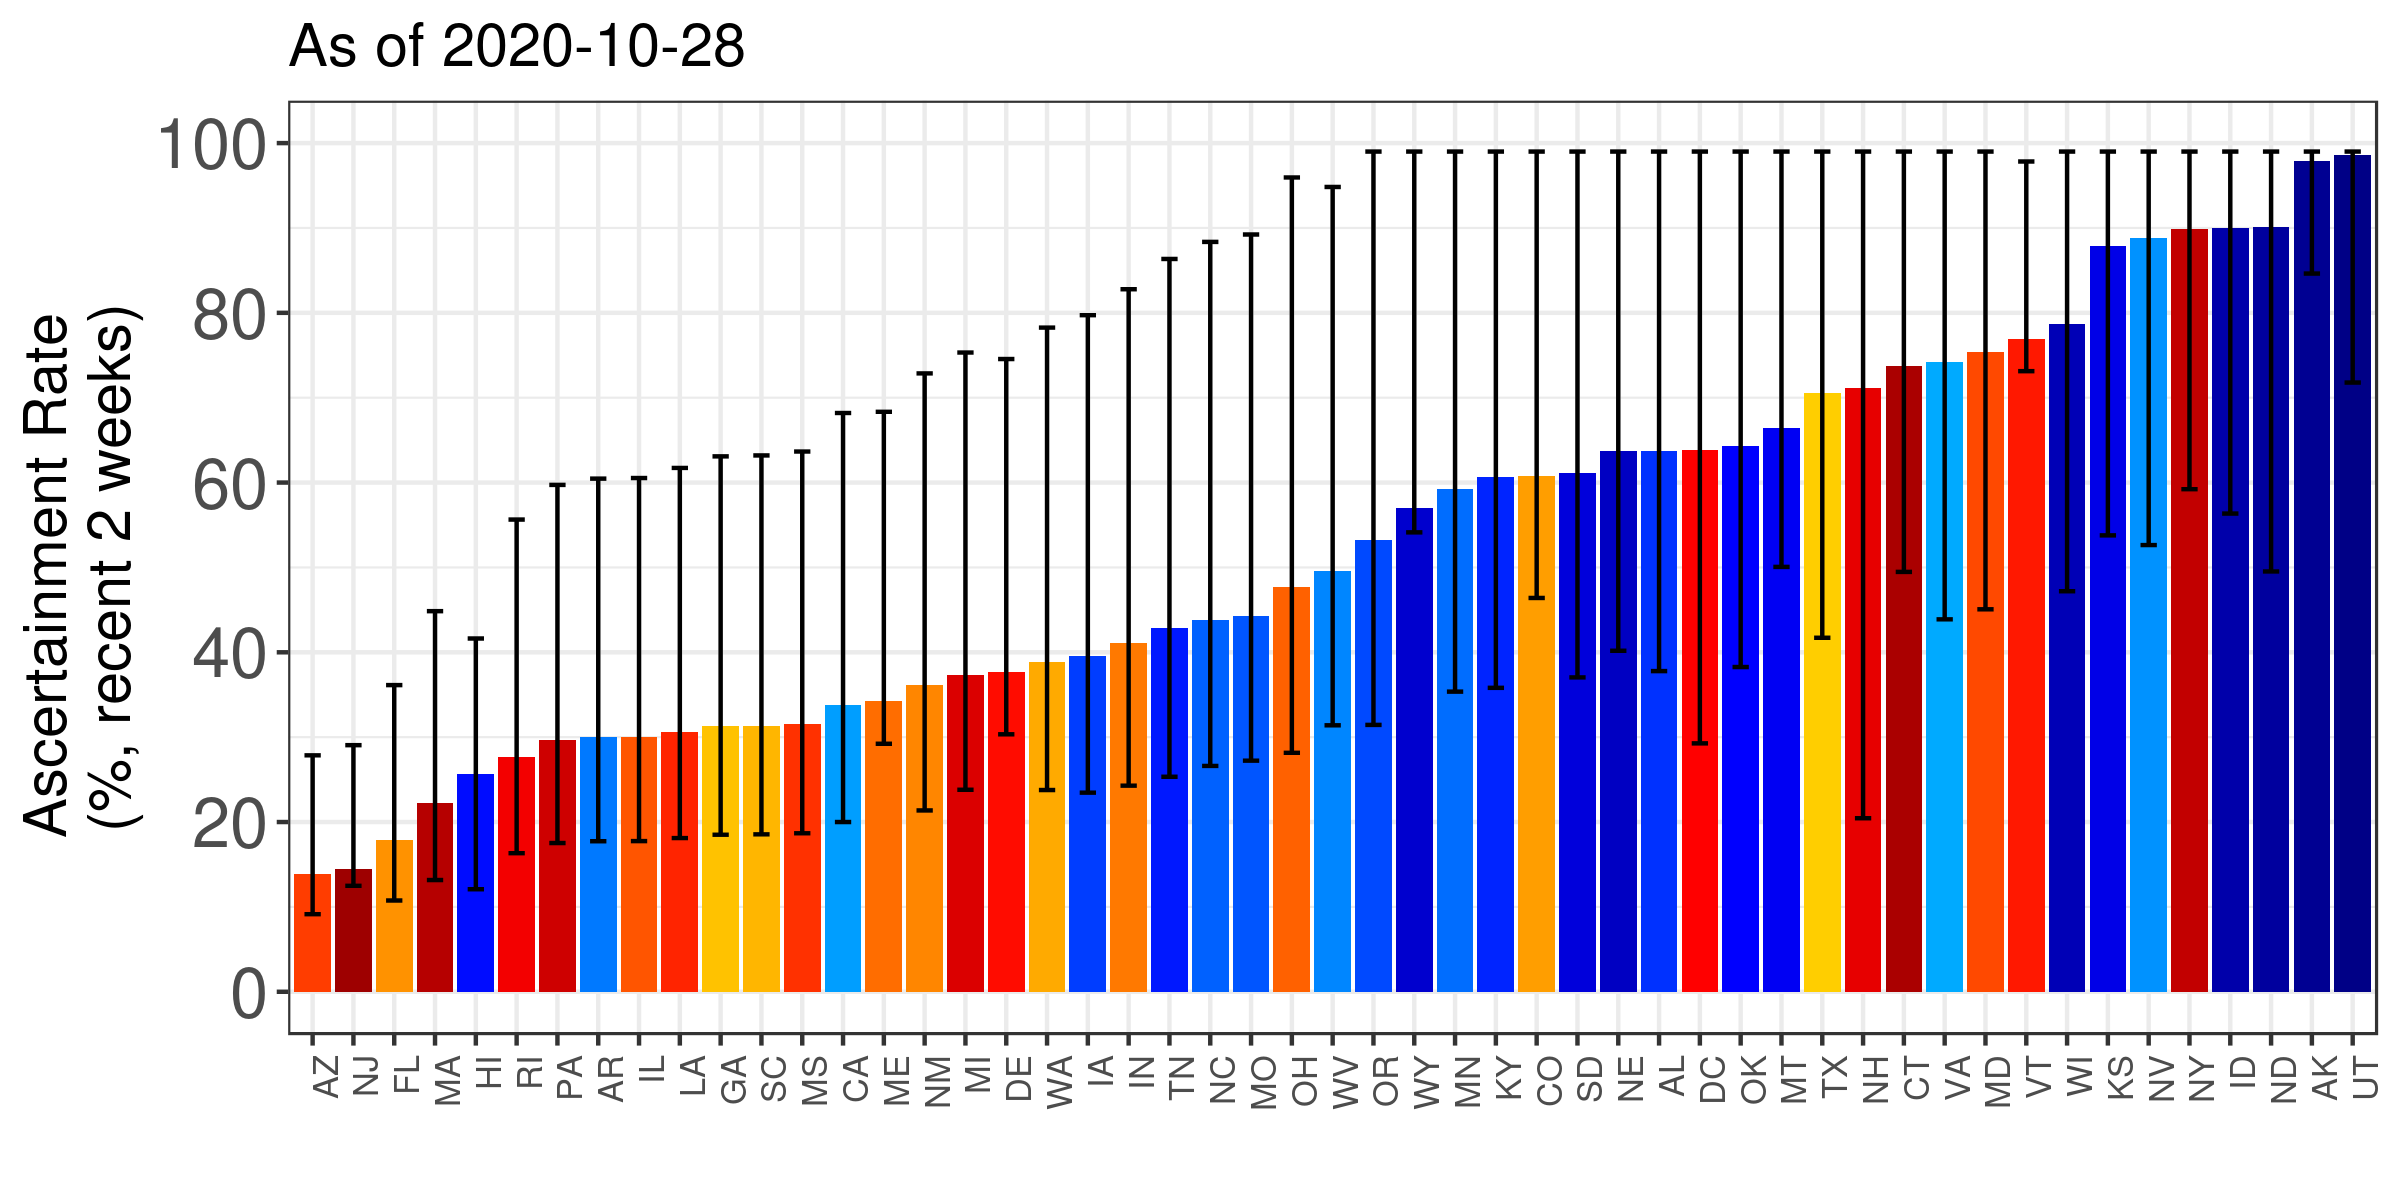 As of 2020-10-28
Ascertainment Rate
(%, recent 2 weeks)
100
80
60
40
20
0
AZ NJ FL MA HI RI PA AR IL LA GA SC MS CA ME NM MI DE WA IA IN TN NC MO OH WV OR WY MN KY CO SD NE AL DC OK MT TX NH CT VA MD VT WI KS NV NY ID ND AK UT